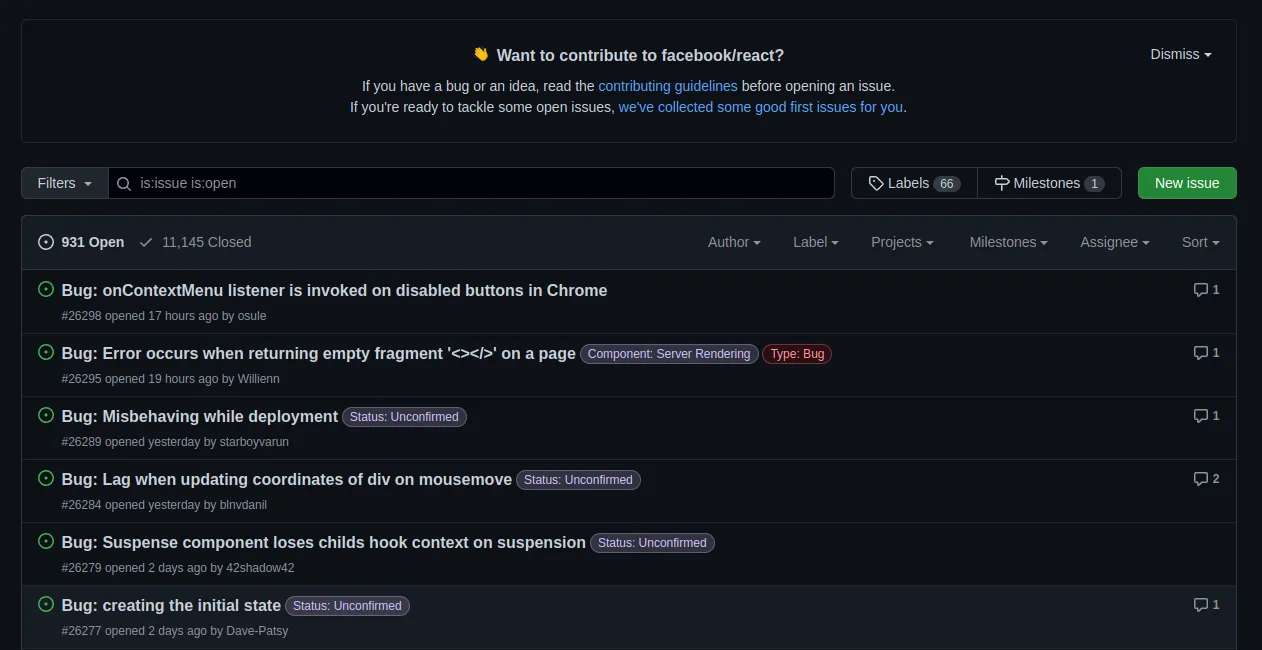 👋 Want to contribute to facebook/react?
Dismiss
If you have a bug or an idea, read the contributing guidelines before opening an issue.
If you're ready to tackle some open issues, we've collected some good first issues for you.
Filters is:issue is:open Labels 66 Milestones 1 New issue
931 Open 11,145 Closed Author Label Projects Milestones Assignee Sort
Bug: onContextMenu listener is invoked on disabled buttons in Chrome 1
#26298 opened 17 hours ago by osule
Bug: Error occurs when returning empty fragment '<></>' on a page Component: Server Rendering Type: Bug 1
#26295 opened 19 hours ago by Willienn
Bug: Misbehaving while deployment Status: Unconfirmed 1
#26289 opened yesterday by starboyvarun
Bug: Lag when updating coordinates of div on mousemove Status: Unconfirmed 2
#26284 opened yesterday by blnvdanil
Bug: Suspense component loses childs hook context on suspension Status: Unconfirmed
#26279 opened 2 days ago by 42shadow42
Bug: creating the initial state Status: Unconfirmed 1
#26277 opened 2 days ago by Dave-Patsy